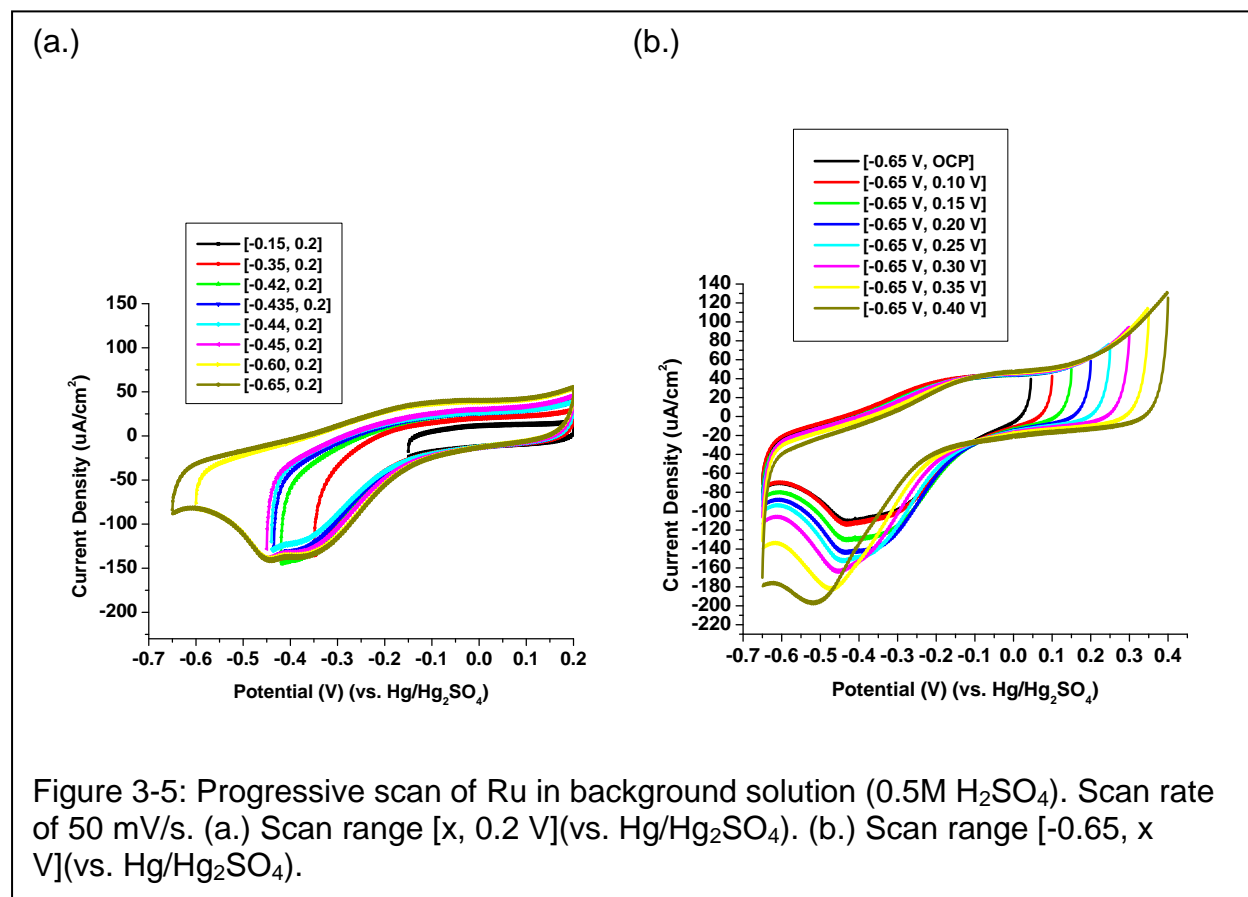 (a.)
(b.)
[-0.15, 0.2]
[-0.35, 0.2]
[-0.42, 0.2]
[-0.435, 0.2]
[-0.44, 0.2]
[-0.45, 0.2]
[-0.60, 0.2]
[-0.65, 0.2]
150
100
50
0
-50
-100
-150
-200
Current Density (uA/cm²)
-0.7 -0.6 -0.5 -0.4 -0.3 -0.2 -0.1 0.0 0.1 0.2
Potential (V) (vs. Hg/Hg₂SO₄)
[-0.65 V, OCP]
[-0.65 V, 0.10 V]
[-0.65 V, 0.15 V]
[-0.65 V, 0.20 V]
[-0.65 V, 0.25 V]
[-0.65 V, 0.30 V]
[-0.65 V, 0.35 V]
[-0.65 V, 0.40 V]
140
120
100
80
60
40
20
0
-20
-40
-60
-80
-100
-120
-140
-160
-180
-200
-220
Current Density (uA/cm²)
-0.7 -0.6 -0.5 -0.4 -0.3 -0.2 -0.1 0.0 0.1 0.2 0.3 0.4
Potential (V) (vs. Hg/Hg₂SO₄)
Figure 3-5: Progressive scan of Ru in background solution (0.5M H₂SO₄). Scan rate
of 50 mV/s. (a.) Scan range [x, 0.2 V](vs. Hg/Hg₂SO₄). (b.) Scan range [-0.65, x
V](vs. Hg/Hg₂SO₄).